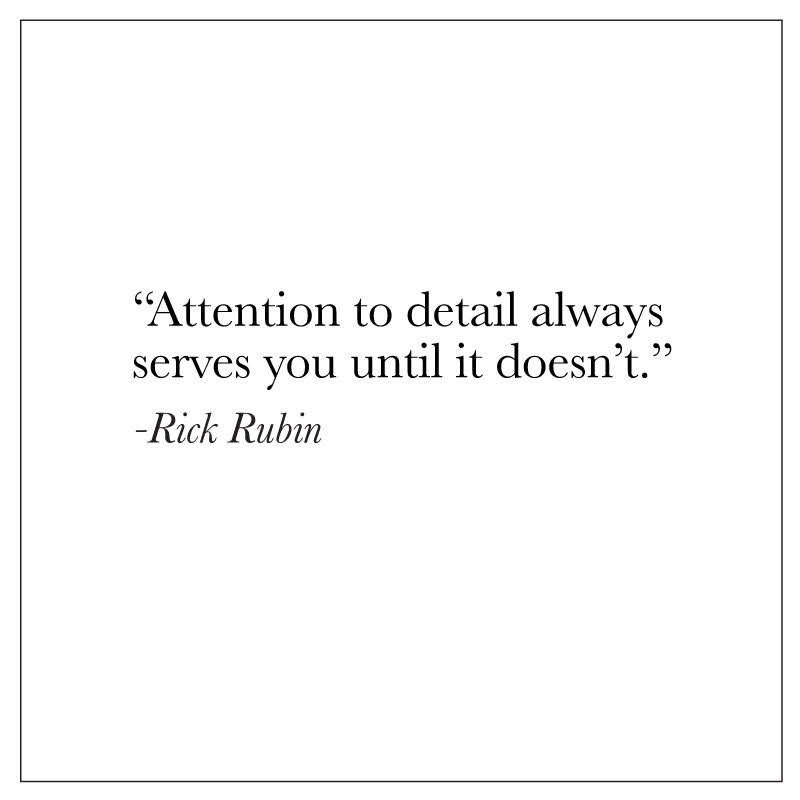 “Attention to detail always
serves you until it doesn’t.”
-Rick Rubin